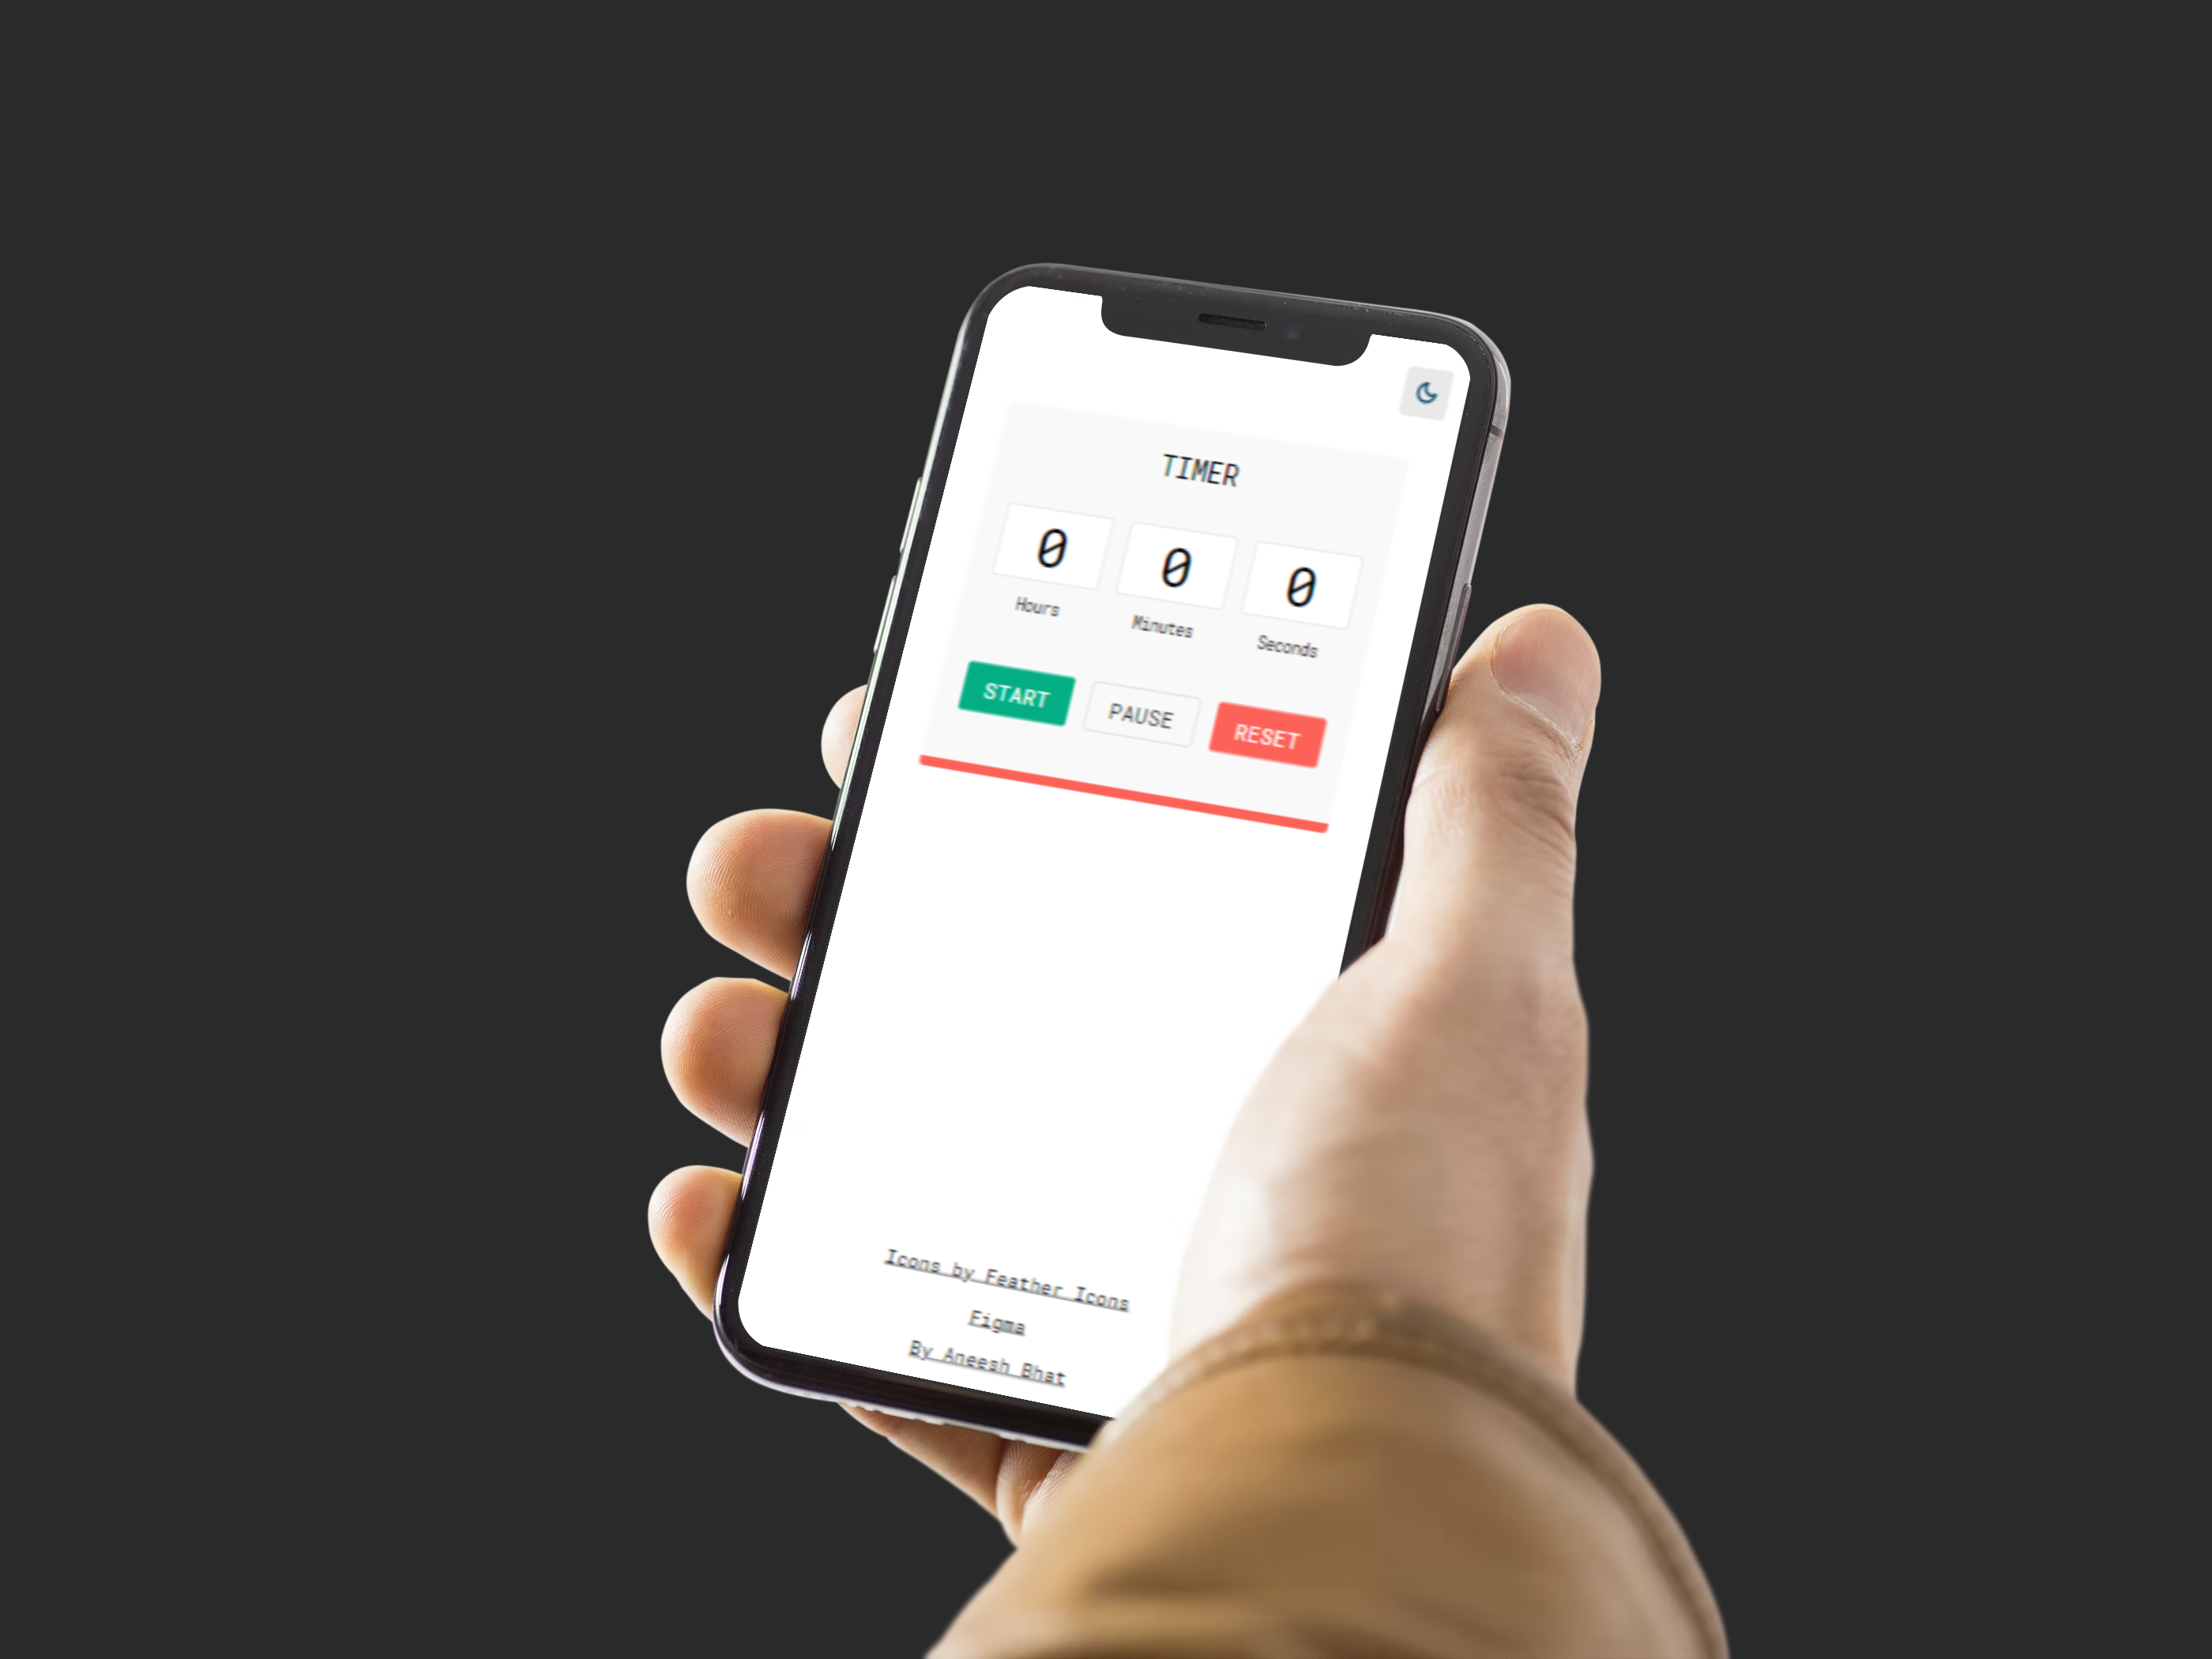 TIMER
0 0 0
Hours Minutes Seconds
START PAUSE RESET
Icons by Feather Icons
Figma
By Aneesh Bhat